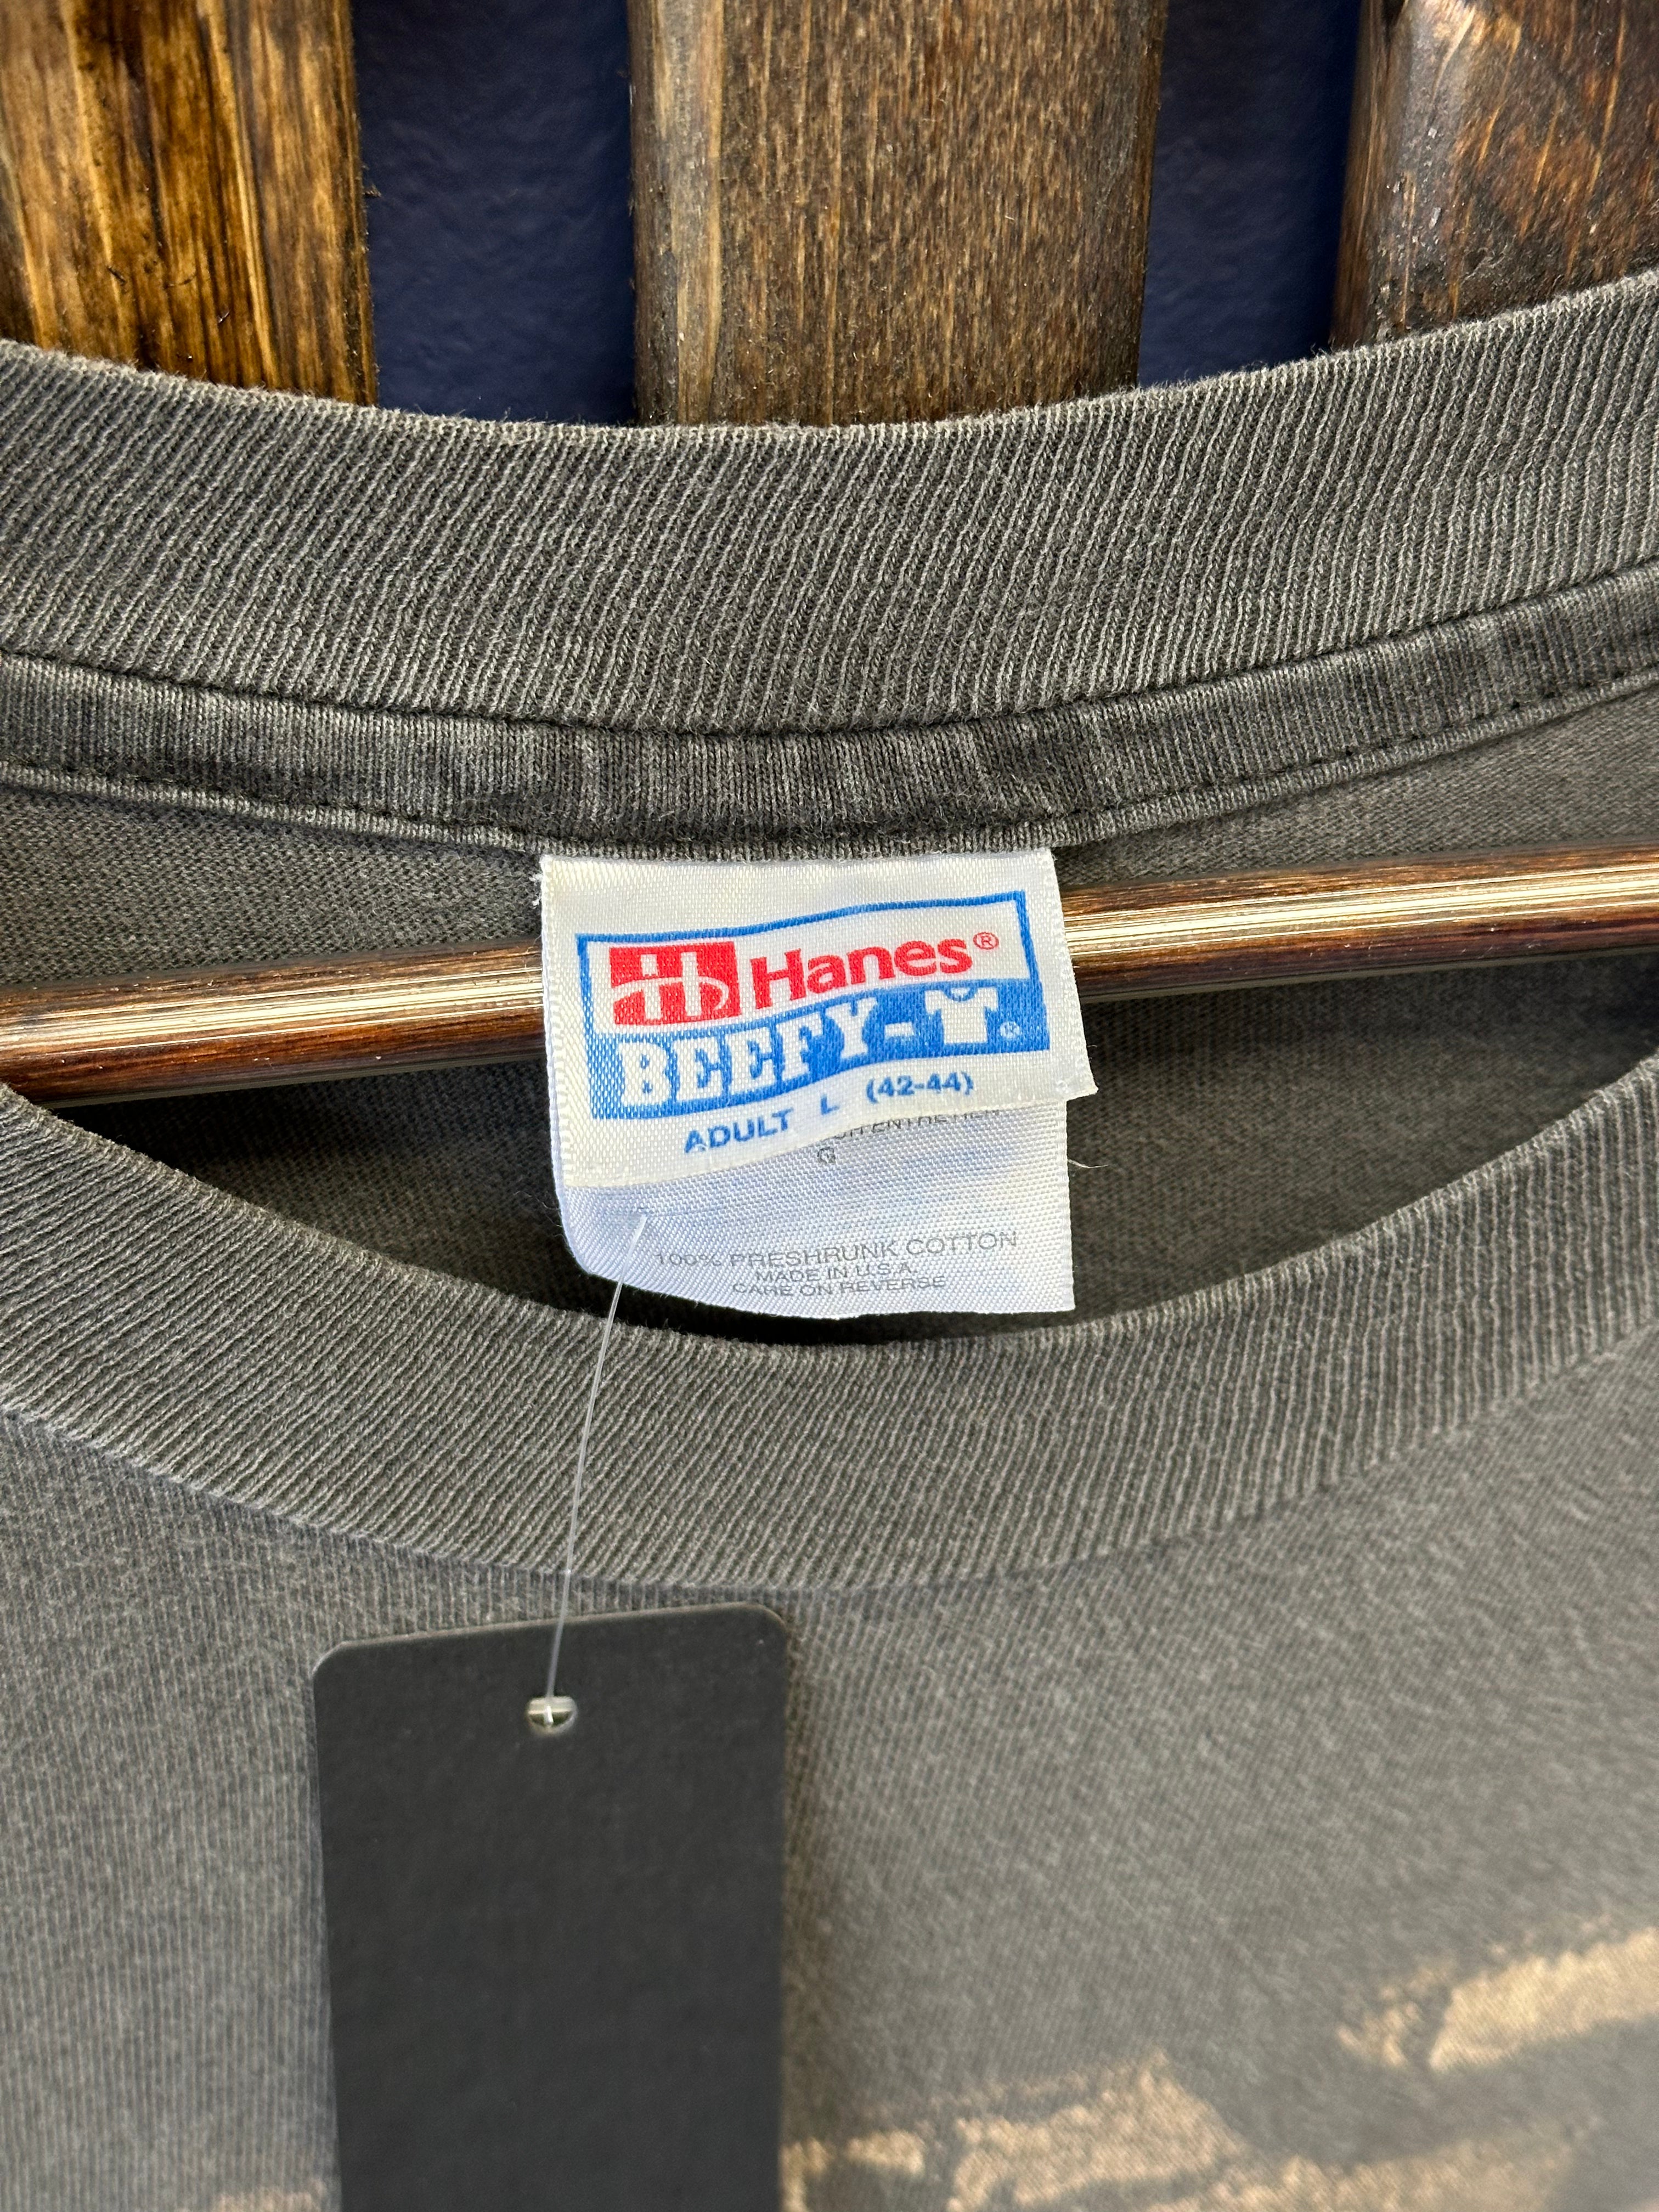 H Hanes®
BEEFY-T®
ADULT L (42-44)
G
100% PRESHRUNK COTTON
MADE IN U.S.A.
CARE ON REVERSE